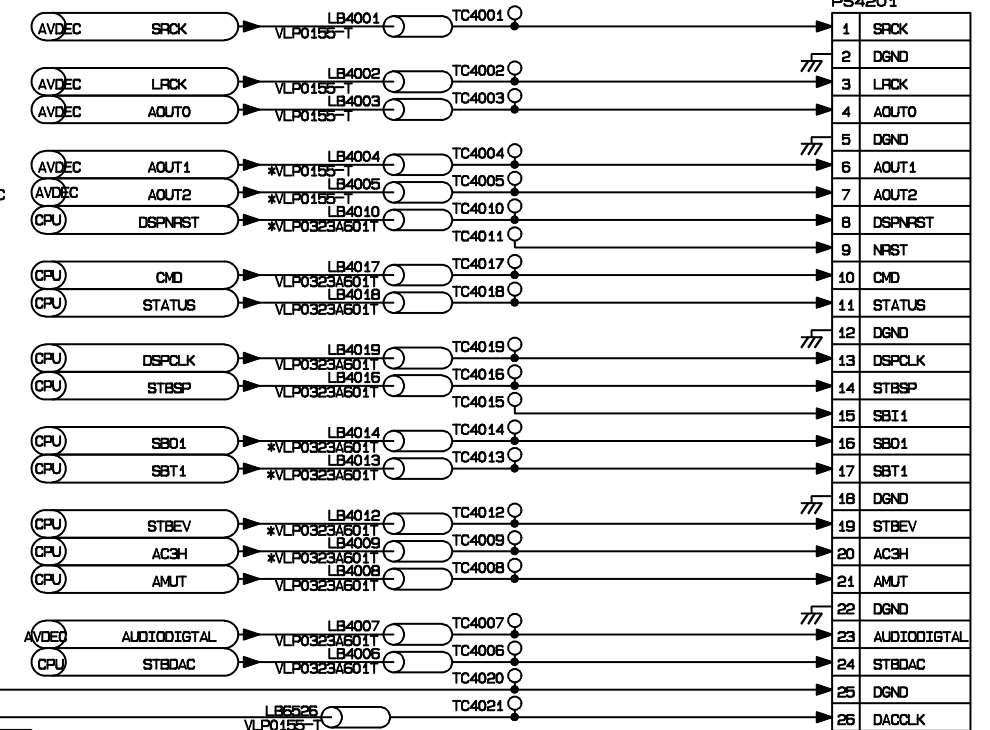 PS4201
AVDEC SRCK LB4001 VLP0155-T TC4001 1 SRCK
2 DGND
AVDEC LRCK LB4002 VLP0155-T TC4002 3 LRCK
AVDEC AOUT0 LB4003 VLP0155-T TC4003 4 AOUT0
5 DGND
AVDEC AOUT1 LB4004 *VLP0155-T TC4004 6 AOUT1
C AVDEC AOUT2 LB4005 *VLP0155-T TC4005 7 AOUT2
CPU DSPNRST LB4010 *VLP0323A601T TC4010 8 DSPNRST
TC4011 9 NRST
CPU CMD LB4017 VLP0323A601T TC4017 10 CMD
CPU STATUS LB4018 VLP0323A601T TC4018 11 STATUS
12 DGND
CPU DSPCLK LB4019 VLP0323A601T TC4019 13 DSPCLK
CPU STBSP LB4016 VLP0323A601T TC4016 14 STBSP
TC4015 15 SBI1
CPU SBO1 LB4014 *VLP0323A601T TC4014 16 SBO1
CPU SBT1 LB4013 *VLP0323A601T TC4013 17 SBT1
18 DGND
CPU STBEV LB4012 *VLP0323A601T TC4012 19 STBEV
CPU AC3H LB4009 *VLP0323A601T TC4009 20 AC3H
CPU AMUT LB4008 VLP0323A601T TC4008 21 AMUT
22 DGND
AVDEC AUDIODIGTAL LB4007 VLP0323A601T TC4007 23 AUDIODIGTAL
CPU STBDAC LB4006 VLP0323A601T TC4006 24 STBDAC
TC4020 25 DGND
LB6526 VLP0155-T TC4021 26 DACCLK